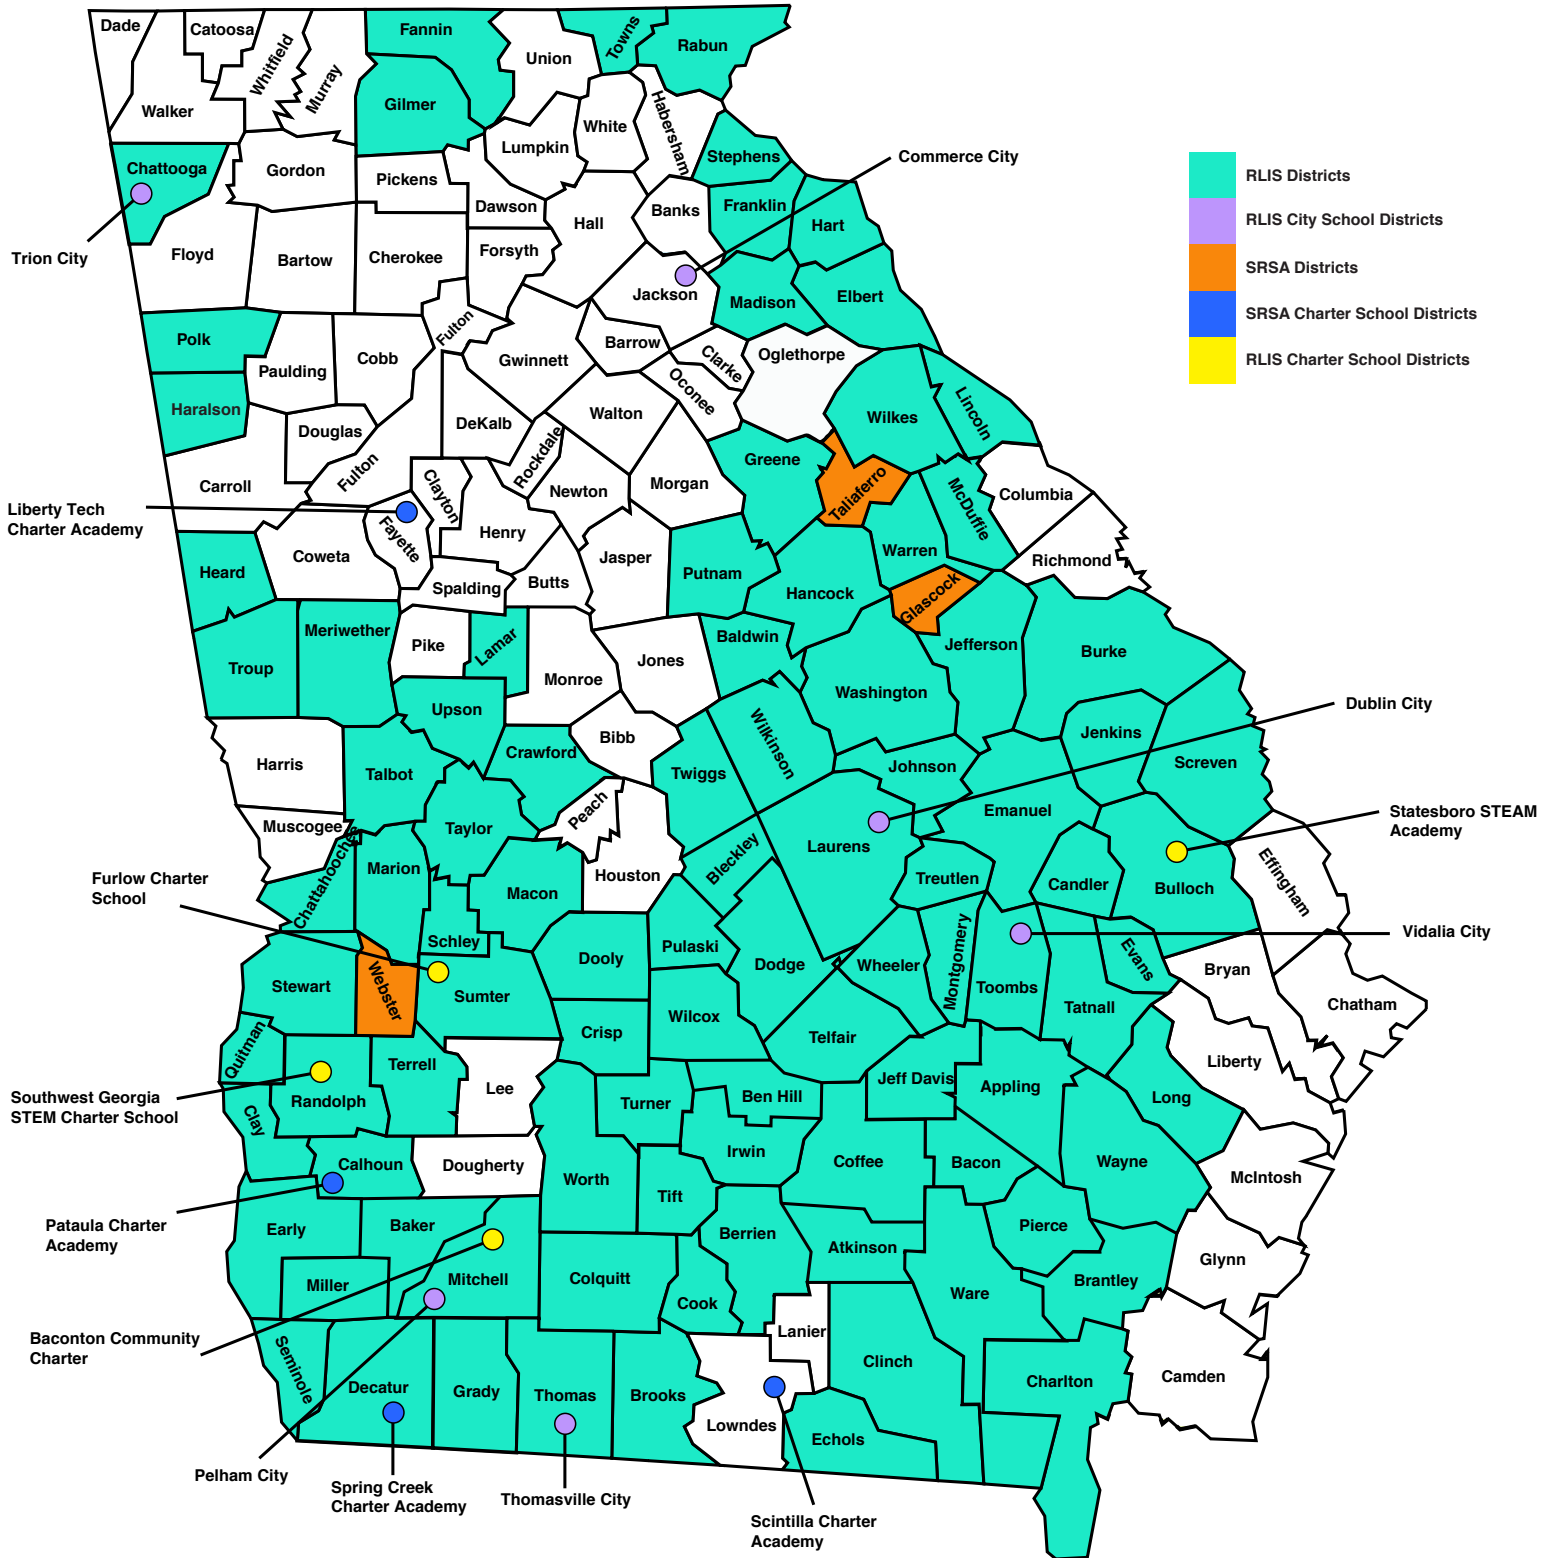 Dade
Catoosa
Whitfield
Murray
Fannin
Union
Towns
Rabun
Walker
Gilmer
Lumpkin
White
Habersham
Stephens
Commerce City
Chattooga
Gordon
Pickens
Dawson
Hall
Banks
Franklin
Hart
Trion City
Floyd
Bartow
Cherokee
Forsyth
Jackson
Madison
Elbert
RLIS Districts
RLIS City School Districts
SRSA Districts
SRSA Charter School Districts
RLIS Charter School Districts
Polk
Paulding
Cobb
Fulton
Gwinnett
Barrow
Clarke
Oconee
Oglethorpe
Haralson
Douglas
DeKalb
Walton
Wilkes
Lincoln
Carroll
Fulton
Clayton
Rockdale
Newton
Morgan
Greene
Taliaferro
McDuffie
Columbia
Liberty Tech
Charter Academy
Fayette
Henry
Jasper
Warren
Richmond
Heard
Coweta
Spalding
Butts
Putnam
Hancock
Glascock
Troup
Meriwether
Pike
Lamar
Monroe
Jones
Baldwin
Jefferson
Burke
Washington
Upson
Crawford
Bibb
Wilkinson
Jenkins
Dublin City
Harris
Talbot
Twiggs
Johnson
Screven
Muscogee
Taylor
Peach
Laurens
Emanuel
Statesboro STEAM
Academy
Chattahoochee
Marion
Macon
Houston
Bleckley
Treutlen
Candler
Bulloch
Effingham
Furlow Charter
School
Schley
Dooly
Pulaski
Dodge
Wheeler
Montgomery
Toombs
Evans
Vidalia City
Bryan
Stewart
Webster
Sumter
Crisp
Wilcox
Telfair
Tatnall
Chatham
Quitman
Terrell
Lee
Turner
Ben Hill
Jeff Davis
Appling
Long
Liberty
Southwest Georgia
STEM Charter School
Randolph
Clay
Calhoun
Dougherty
Worth
Tift
Irwin
Coffee
Bacon
Wayne
McIntosh
Pataula Charter
Academy
Early
Baker
Berrien
Atkinson
Pierce
Glynn
Miller
Mitchell
Colquitt
Cook
Ware
Brantley
Baconton Community
Charter
Lanier
Clinch
Seminole
Decatur
Grady
Thomas
Brooks
Lowndes
Echols
Charlton
Camden
Pelham City
Spring Creek
Charter Academy
Thomasville City
Scintilla Charter
Academy